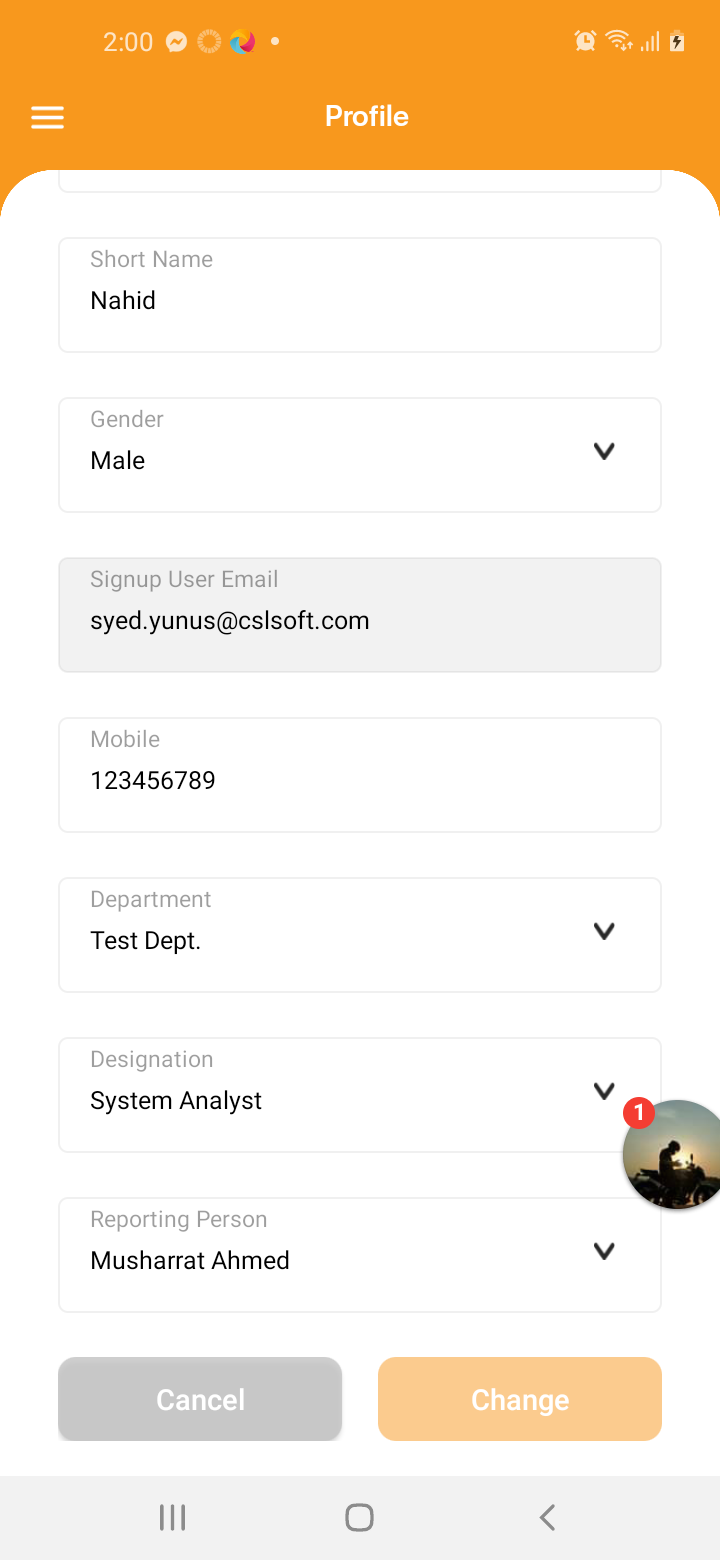 2:00
Profile
Short Name
Nahid
Gender
Male
Signup User Email
syed.yunus@cslsoft.com
Mobile
123456789
Department
Test Dept.
Designation
System Analyst
1
Reporting Person
Musharrat Ahmed
Cancel
Change